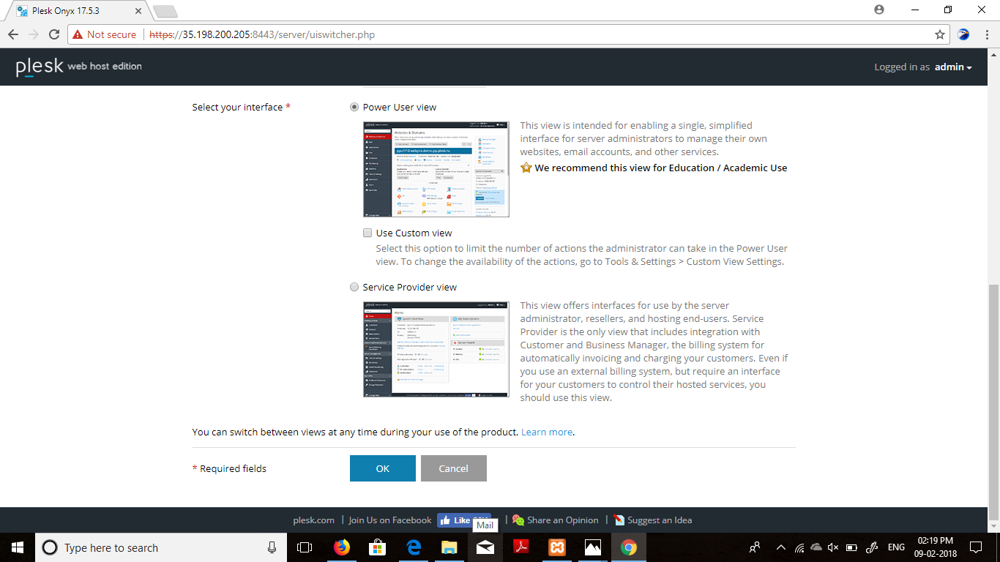 Plesk Onyx 17.5.3
Not secure
https://35.198.200.205:8443/server/uiswitcher.php
plesk web host edition
Logged in as admin
Select your interface *
Power User view
This view is intended for enabling a single, simplified
interface for server administrators to manage their own
websites, email accounts, and other services.
We recommend this view for Education / Academic Use
Use Custom view
Select this option to limit the number of actions the administrator can take in the Power User
view. To change the availability of the actions, go to Tools & Settings > Custom View Settings.
Service Provider view
This view offers interfaces for use by the server
administrator, resellers, and hosting end-users. Service
Provider is the only view that includes integration with
Customer and Business Manager, the billing system for
automatically invoicing and charging your customers. Even if
you use an external billing system, but require an interface
for your customers to control their hosted services, you
should use this view.
You can switch between views at any time during your use of the product. Learn more.
* Required fields
OK
Cancel
plesk.com
Join Us on Facebook
Like
Mail
Share an Opinion
Suggest an Idea
Type here to search
ENG
02:19 PM
09-02-2018